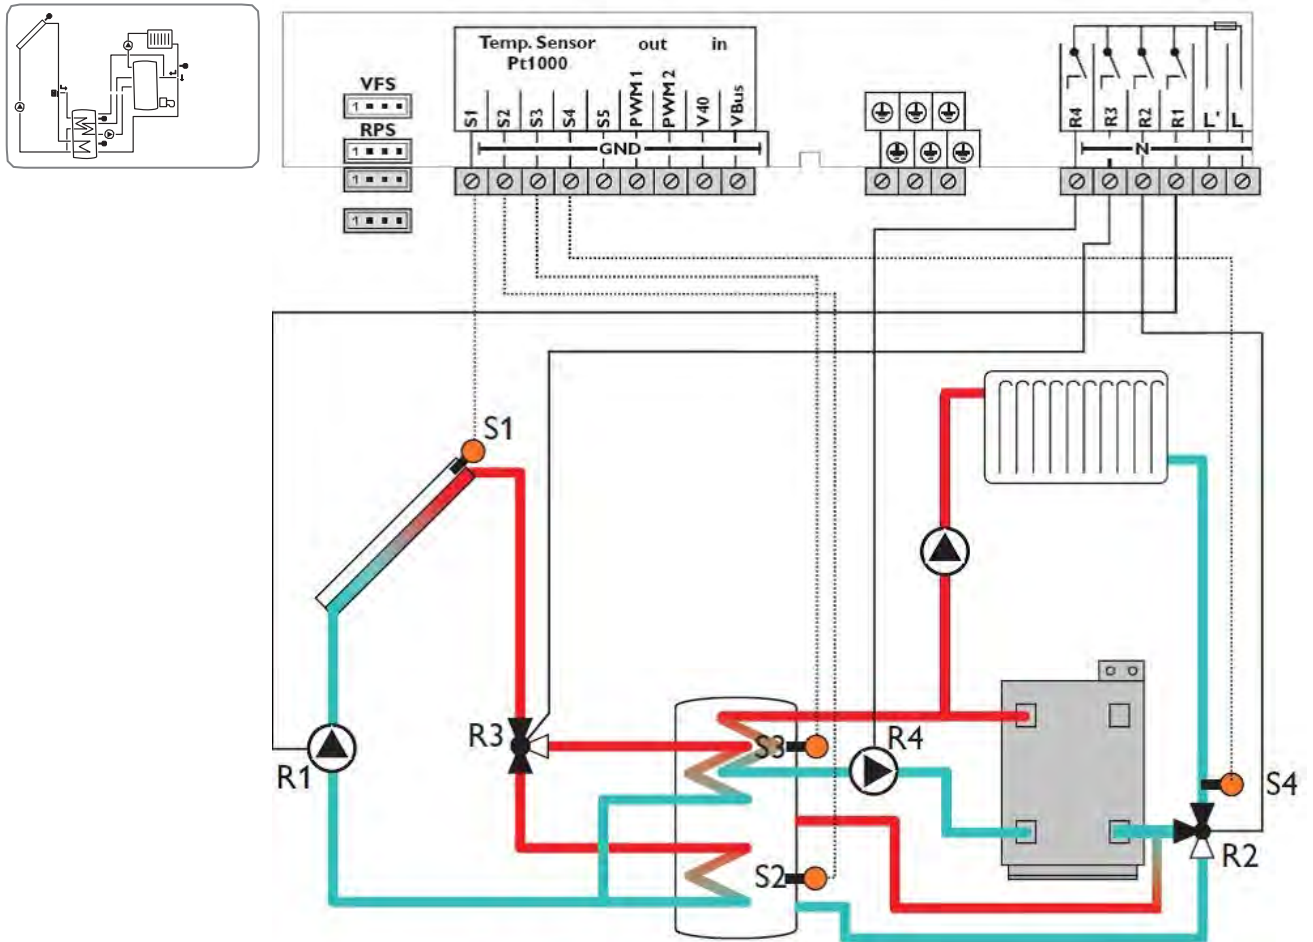 Temp. Sensor out in
Pt1000
VFS
1
RPS
1
1
1
S1 S2 S3 S4 S5 PWM 1 PWM 2 V40 VBus
GND
R4 R3 R2 R1 L' L
N
S1
R3
R1
S3
R4
S4
S2
R2